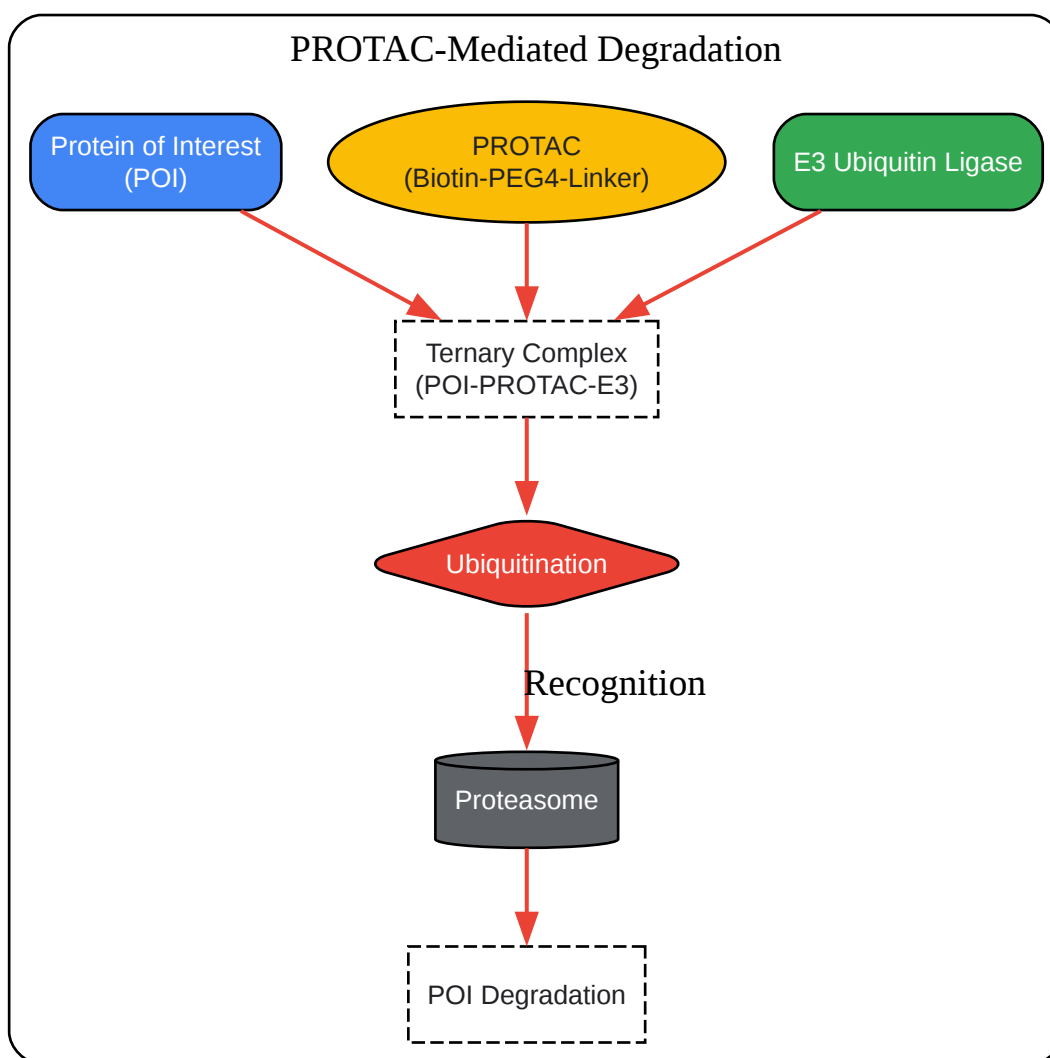 PROTAC-Mediated Degradation
Protein of Interest
(POI)
PROTAC
(Biotin-PEG4-Linker)
E3 Ubiquitin Ligase
Ternary Complex
(POI-PROTAC-E3)
Ubiquitination
Recognition
Proteasome
POI Degradation